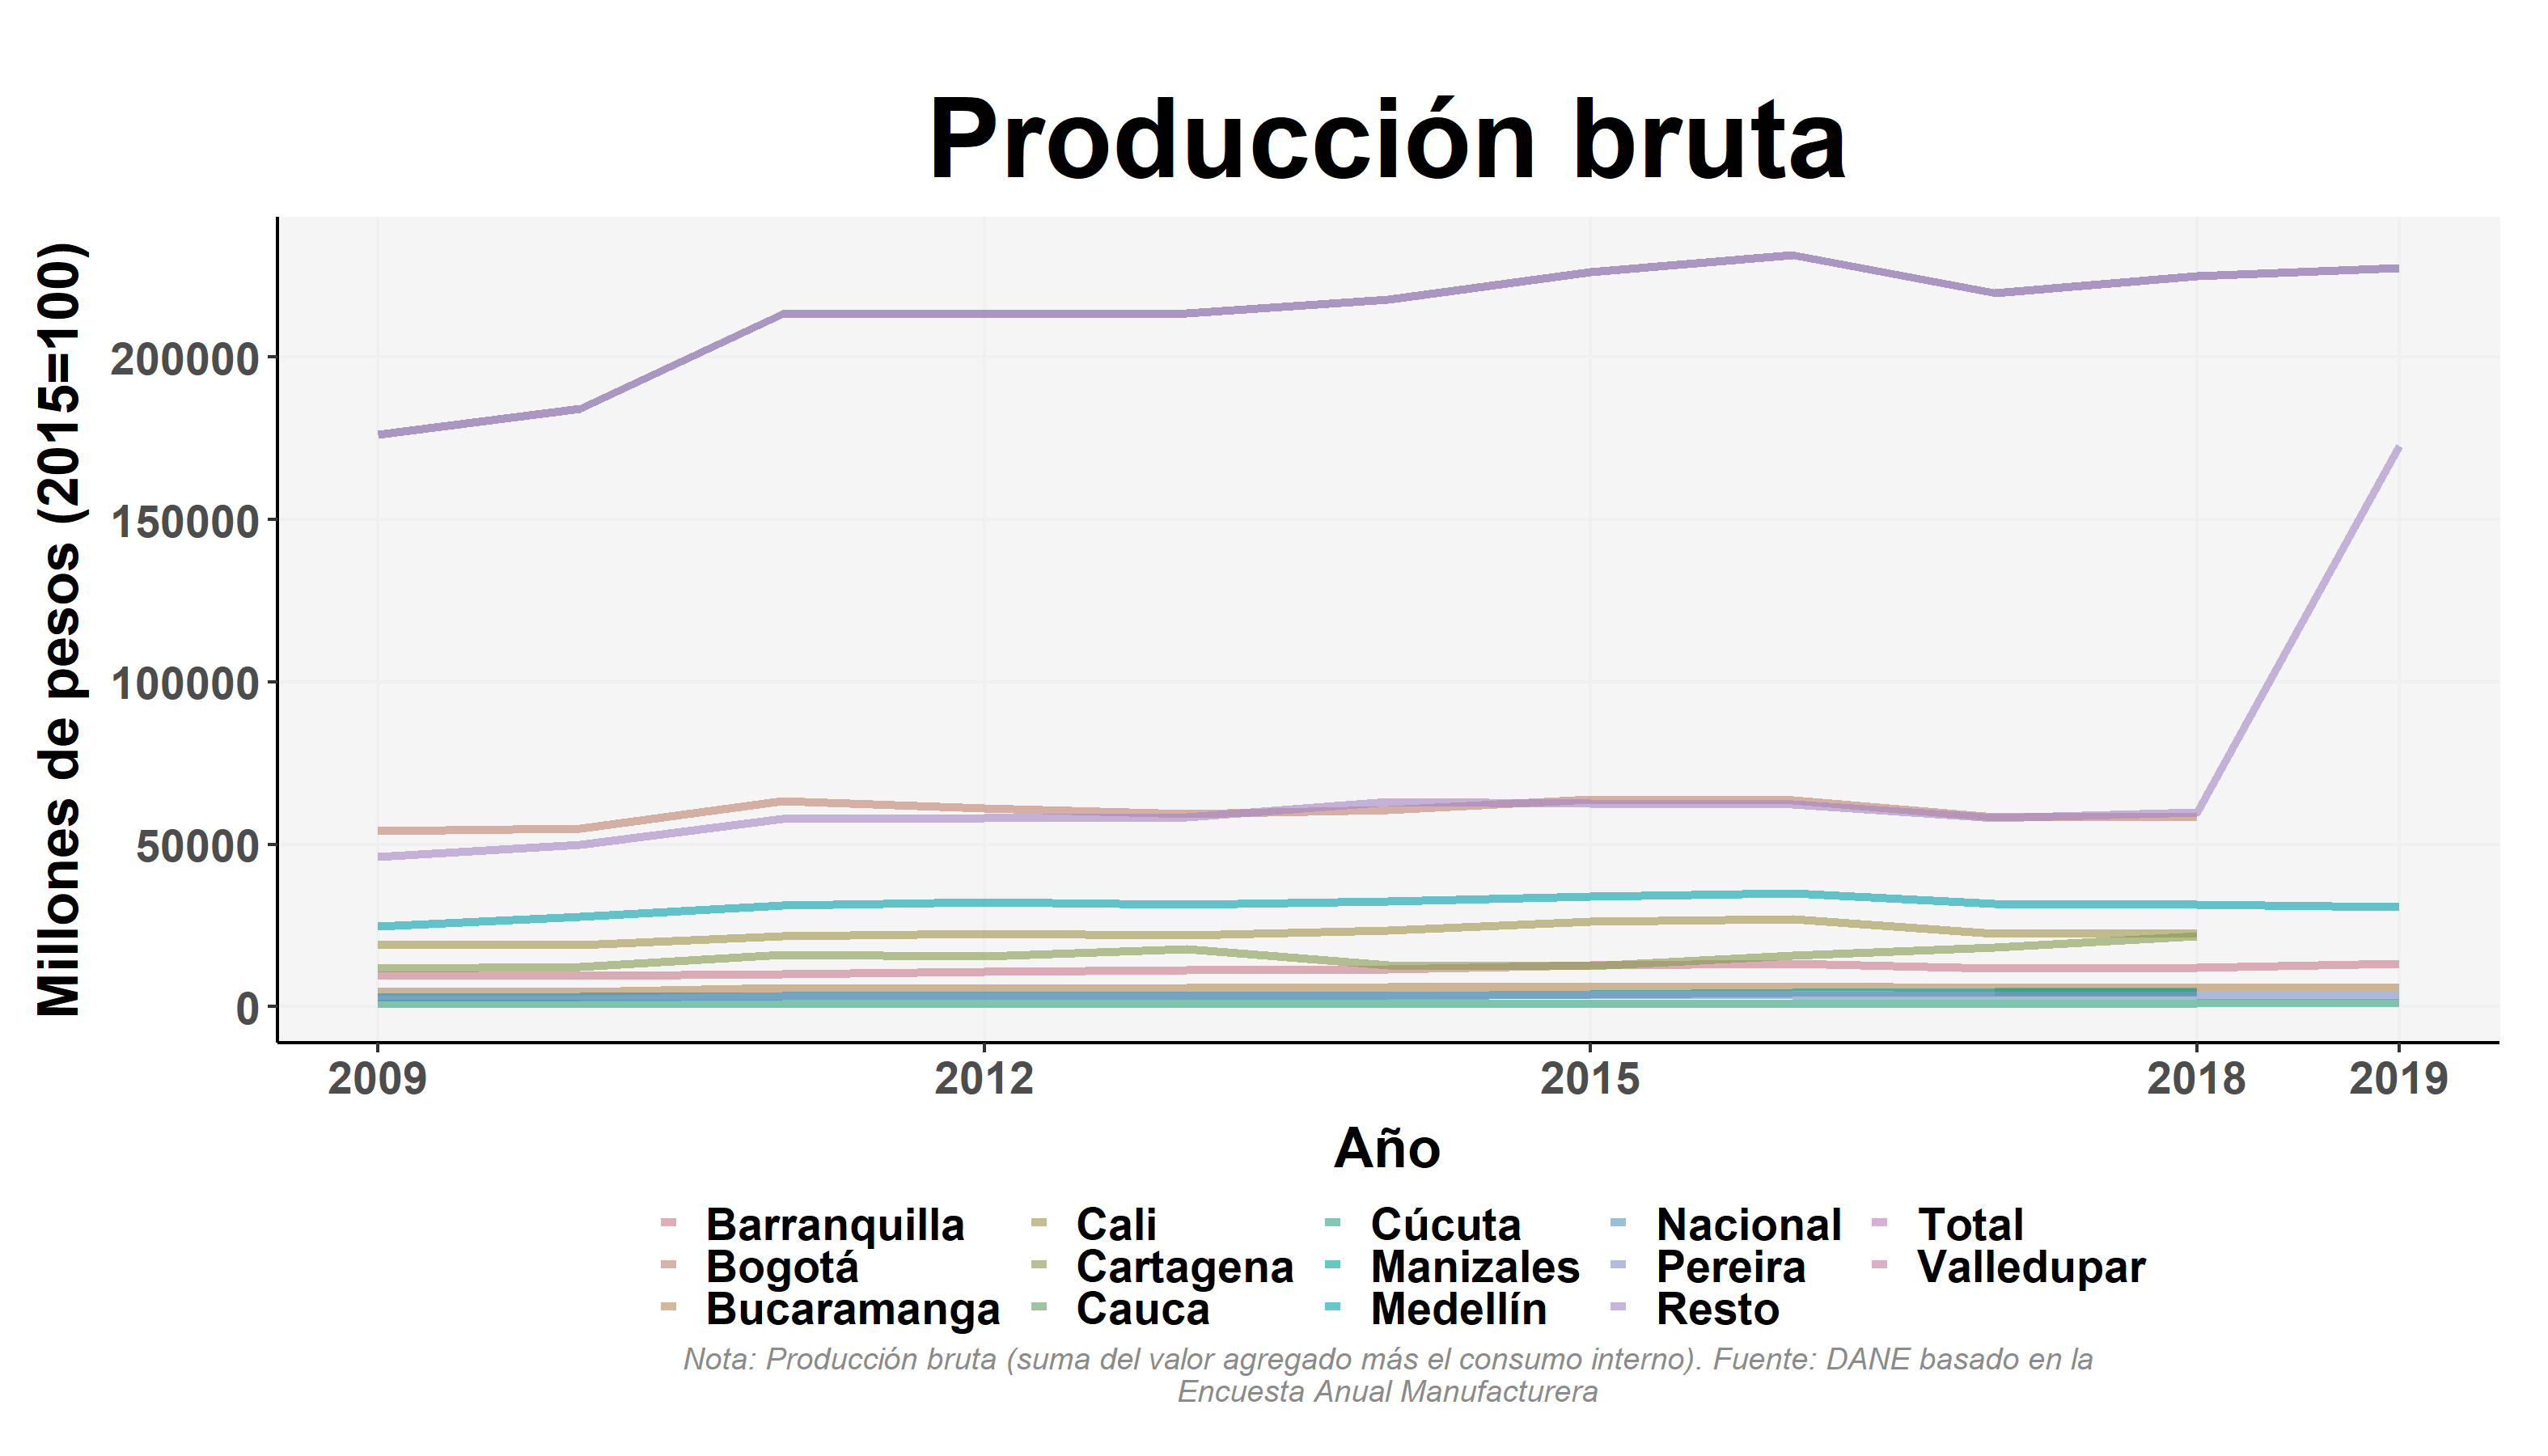 Producción bruta
Millones de pesos (2015=100)
200000
150000
100000
50000
0
2009 2012 2015 2018 2019
Año
Barranquilla Cali Cúcuta Nacional Total
Bogotá Cartagena Manizales Pereira Valledupar
Bucaramanga Cauca Medellín Resto
Nota: Producción bruta (suma del valor agregado más el consumo interno). Fuente: DANE basado en la
Encuesta Anual Manufacturera